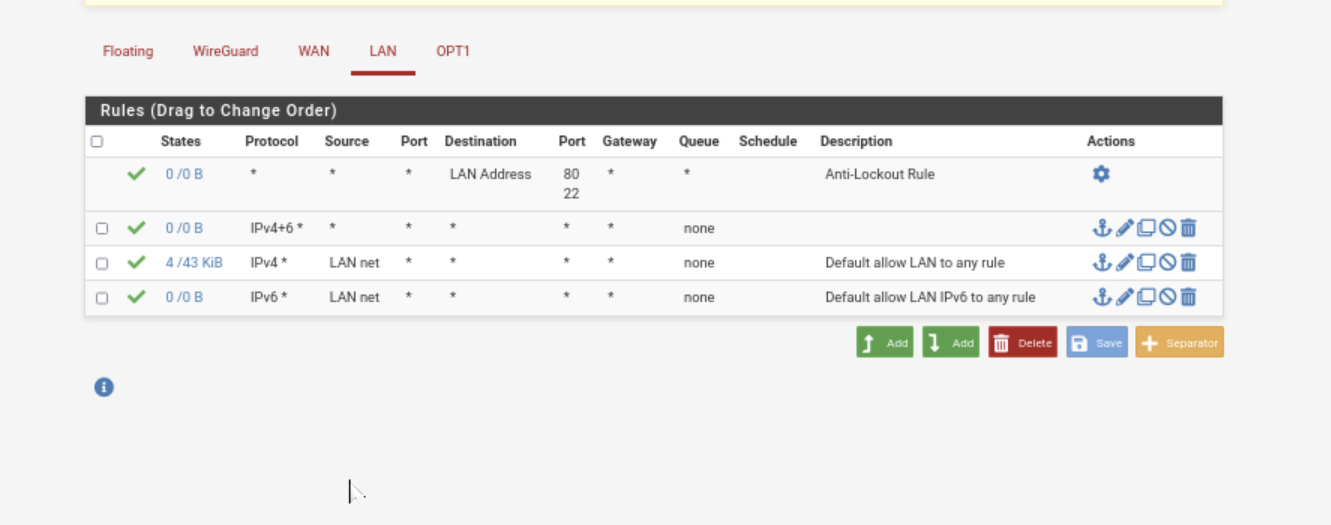 Floating WireGuard WAN LAN OPT1
Rules (Drag to Change Order)
States Protocol Source Port Destination Port Gateway Queue Schedule Description Actions
0 /0 B * * * LAN Address 80 * * Anti-Lockout Rule
22
0 /0 B IPv4+6 * * * * * * none
4 /43 KiB IPv4 * LAN net * * * * none Default allow LAN to any rule
0 /0 B IPv6 * LAN net * * * * none Default allow LAN IPv6 to any rule
Add Add Delete Save Separator